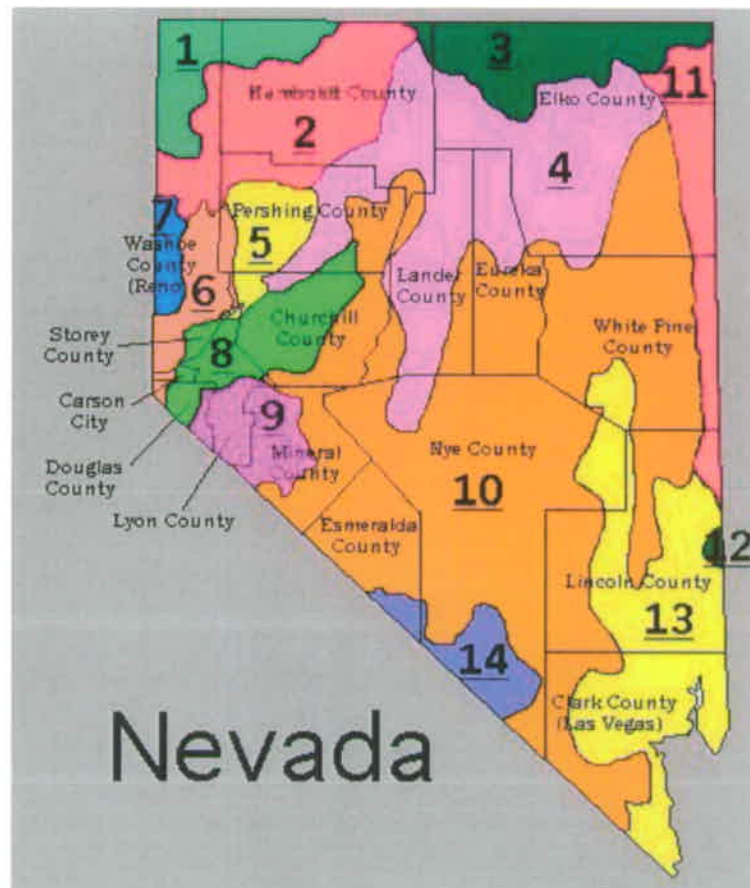 1
3
11
Humboldt County
Elko County
2
4
7
Pershing County
5
Washoe
County
(Reno)
6
Lander
County
Eureka
County
Churchill
County
White Pine
County
Storey
County
8
Carson
City
9
Mineral
County
Nye County
Douglas
County
10
Lyon County
Esmeralda
County
12
Lincoln County
13
14
Clark County
(Las Vegas)
Nevada